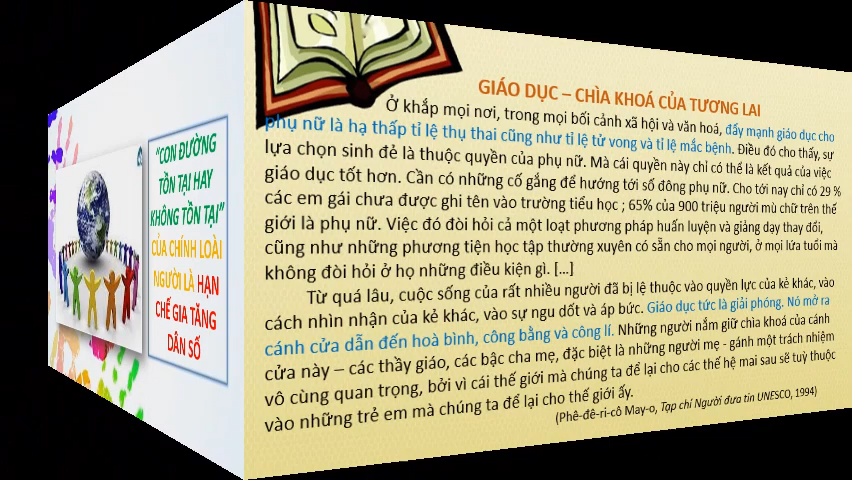 "CON ĐƯỜNG
TỒN TẠI HAY
KHÔNG TỒN TẠI"
CỦA CHÍNH LOÀI
NGƯỜI LÀ HẠN
CHẾ GIA TĂNG
DÂN SỐ
GIÁO DỤC – CHÌA KHOÁ CỦA TƯƠNG LAI
Ở khắp mọi nơi, trong mọi bối cảnh xã hội và văn hoá, đẩy mạnh giáo dục cho
phụ nữ là hạ thấp tỉ lệ thụ thai cũng như tỉ lệ tử vong và tỉ lệ mắc bệnh. Điều đó cho thấy, sự
lựa chọn sinh đẻ là thuộc quyền của phụ nữ. Mà cái quyền này chỉ có thể là kết quả của việc
giáo dục tốt hơn. Cần có những cố gắng để hướng tới số đông phụ nữ. Cho tới nay chỉ có 29 %
các em gái chưa được ghi tên vào trường tiểu học ; 65% của 900 triệu người mù chữ trên thế
giới là phụ nữ. Việc đó đòi hỏi cả một loạt phương pháp huấn luyện và giảng dạy thay đổi,
cũng như những phương tiện học tập thường xuyên có sẵn cho mọi người, ở mọi lứa tuổi mà
không đòi hỏi ở họ những điều kiện gì. [...]
Từ quá lâu, cuộc sống của rất nhiều người đã bị lệ thuộc vào quyền lực của kẻ khác, vào
cách nhìn nhận của kẻ khác, vào sự ngu dốt và áp bức. Giáo dục tức là giải phóng. Nó mở ra
cánh cửa dẫn đến hoà bình, công bằng và công lí. Những người nắm giữ chìa khoá của cánh
cửa này – các thầy giáo, các bậc cha mẹ, đặc biệt là những người mẹ - gánh một trách nhiệm
vô cùng quan trọng, bởi vì cái thế giới mà chúng ta để lại cho các thế hệ mai sau sẽ tuỳ thuộc
vào những trẻ em mà chúng ta để lại cho thế giới ấy.
(Phê-đê-ri-cô May-o, Tạp chí Người đưa tin UNESCO, 1994)